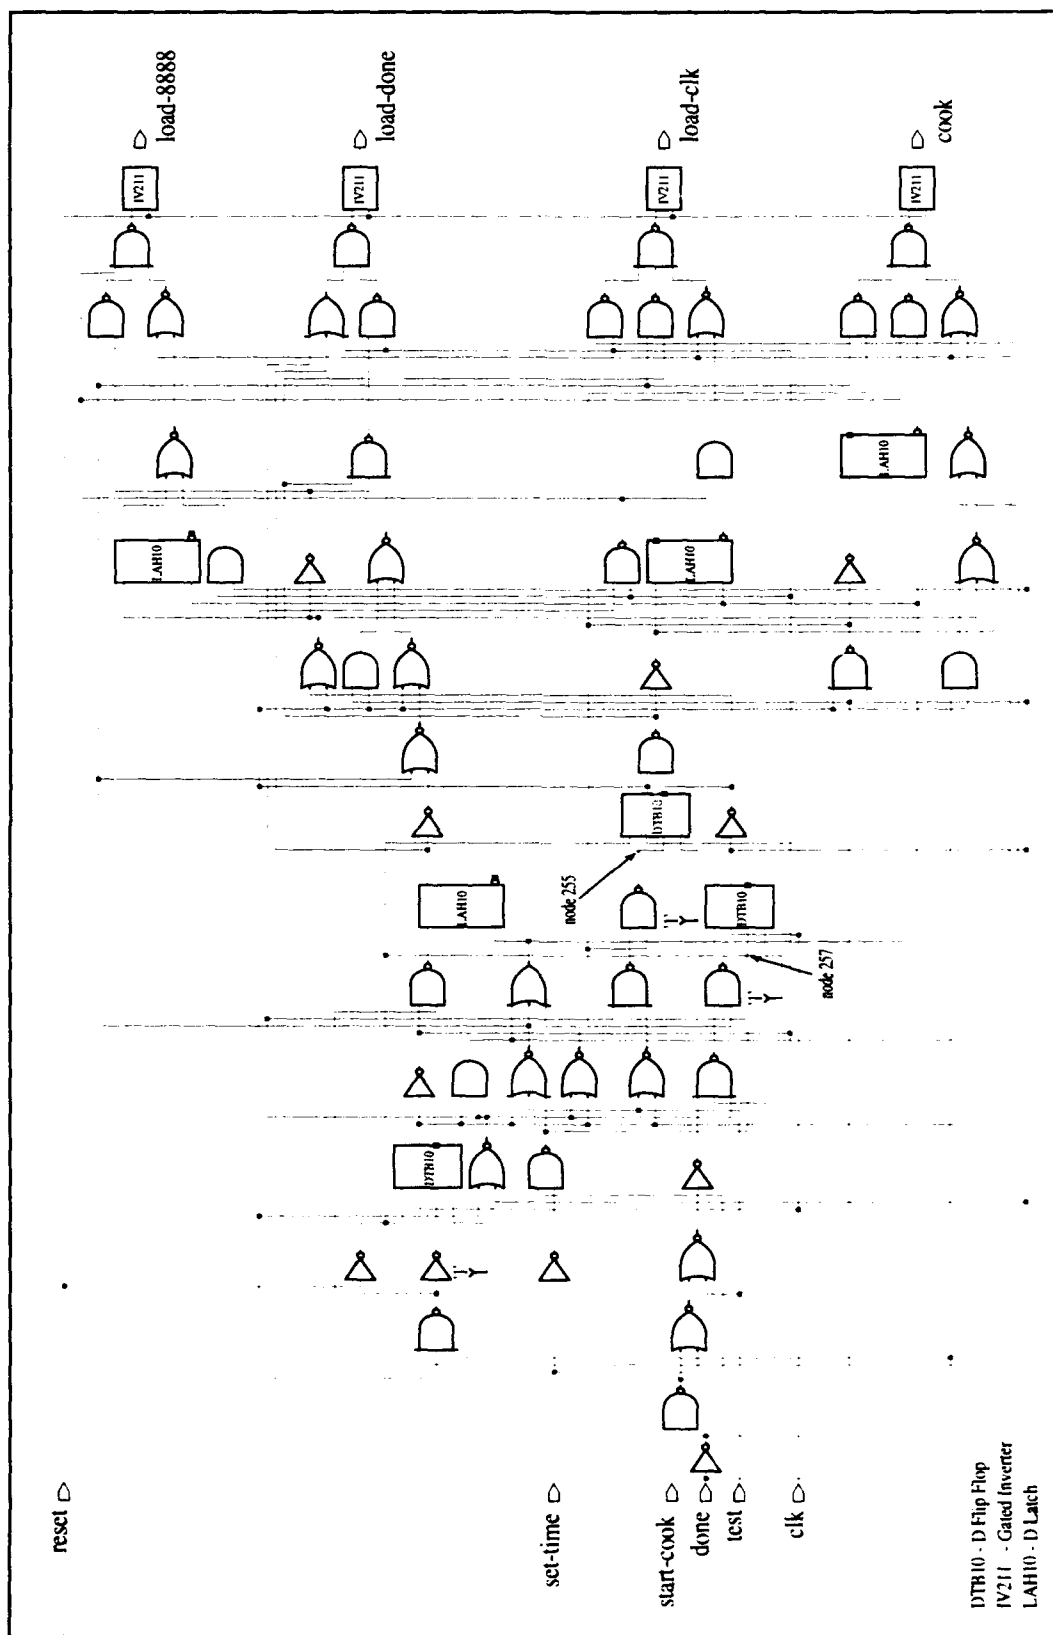 load-8888
load-done
load-clk
cook
IV211
IV211
IV211
IV211
LAH10
LAH10
LAH10
DTB10
node 255
LAH10
DTB10
node 257
DTB10
reset
set-time
start-cook
done
test
clk
DTB10 - D Flip Flop
IV211 - Gated Inverter
LAH10 - D Latch